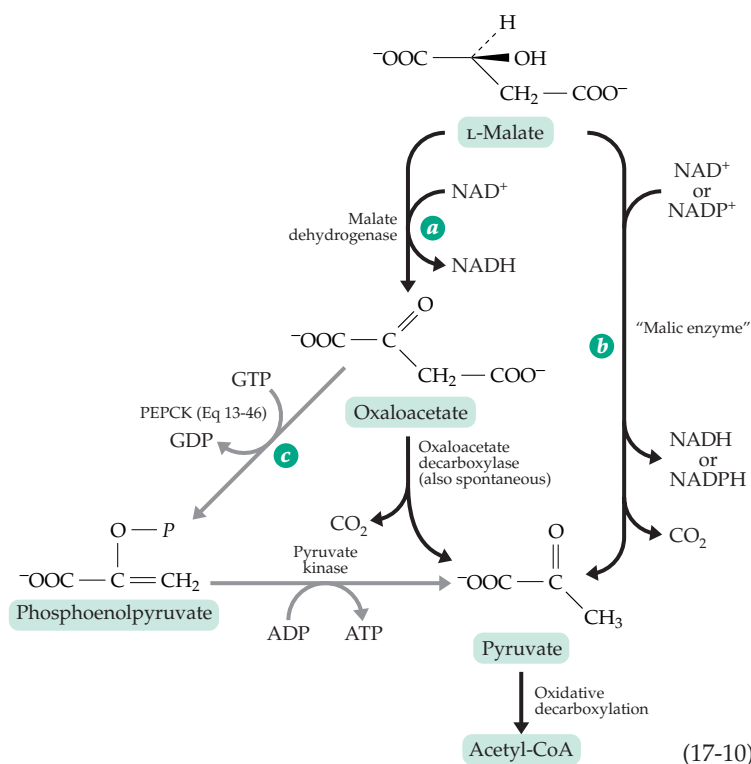 H
⁻OOC OH
CH₂ — COO⁻
L-Malate
NAD⁺
or
NADP⁺
NAD⁺
Malate
dehydrogenase
a
NADH
"Malic enzyme"
b
O
⁻OOC — C
CH₂ — COO⁻
Oxaloacetate
GTP
PEPCK (Eq 13-46)
GDP
c
Oxaloacetate
decarboxylase
(also spontaneous)
NADH
or
NADPH
CO₂
CO₂
O — P
⁻OOC — C=CH₂
Phosphoenolpyruvate
Pyruvate
kinase
ADP
ATP
O
⁻OOC — C
CH₃
Pyruvate
Oxidative
decarboxylation
Acetyl-CoA
(17-10)